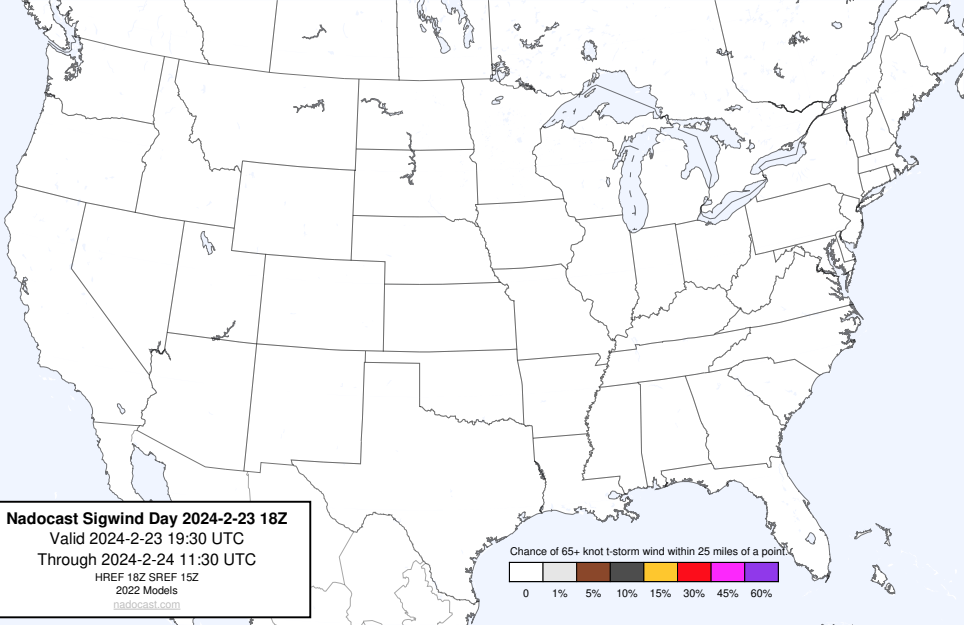 Nadocast Sigwind Day 2024-2-23 18Z
Valid 2024-2-23 19:30 UTC
Through 2024-2-24 11:30 UTC
HREF 18Z SREF 15Z
2022 Models
nadocast.com
Chance of 65+ knot t-storm wind within 25 miles of a point.
0 1% 5% 10% 15% 30% 45% 60%